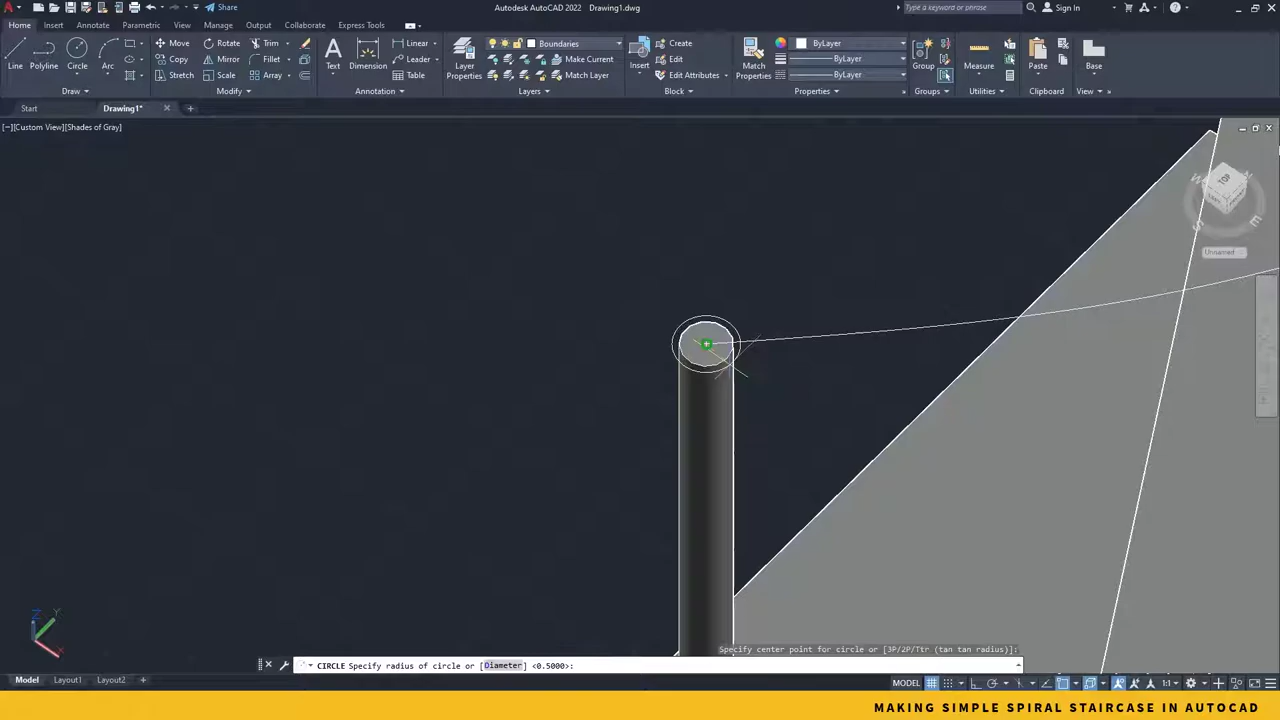 Share
Autodesk AutoCAD 2022 Drawing1.dwg
Type a keyword or phrase
Sign In
Home Insert Annotate Parametric View Manage Output Collaborate Express Tools
Line Polyline Circle Arc
Move Rotate Trim
Copy Mirror Fillet
Stretch Scale Array
Text Dimension
Linear
Leader
Table
Layer Properties
Boundaries
Make Current
Match Layer
Insert
Create
Edit
Edit Attributes
Match Properties
ByLayer
ByLayer
ByLayer
Group
Measure
Paste
Base
Draw Modify Annotation Layers Block Properties Groups Utilities Clipboard View
Start Drawing1*
[−][Custom View][Shades of Gray]
TOP
W N S E
Unnamed
Z Y X
Specify center point for circle or [3P/2P/Ttr (tan tan radius)]:
CIRCLE Specify radius of circle or [Diameter] <0.5000>:
Model Layout1 Layout2 +
MODEL 1:1
MAKING SIMPLE SPIRAL STAIRCASE IN AUTOCAD